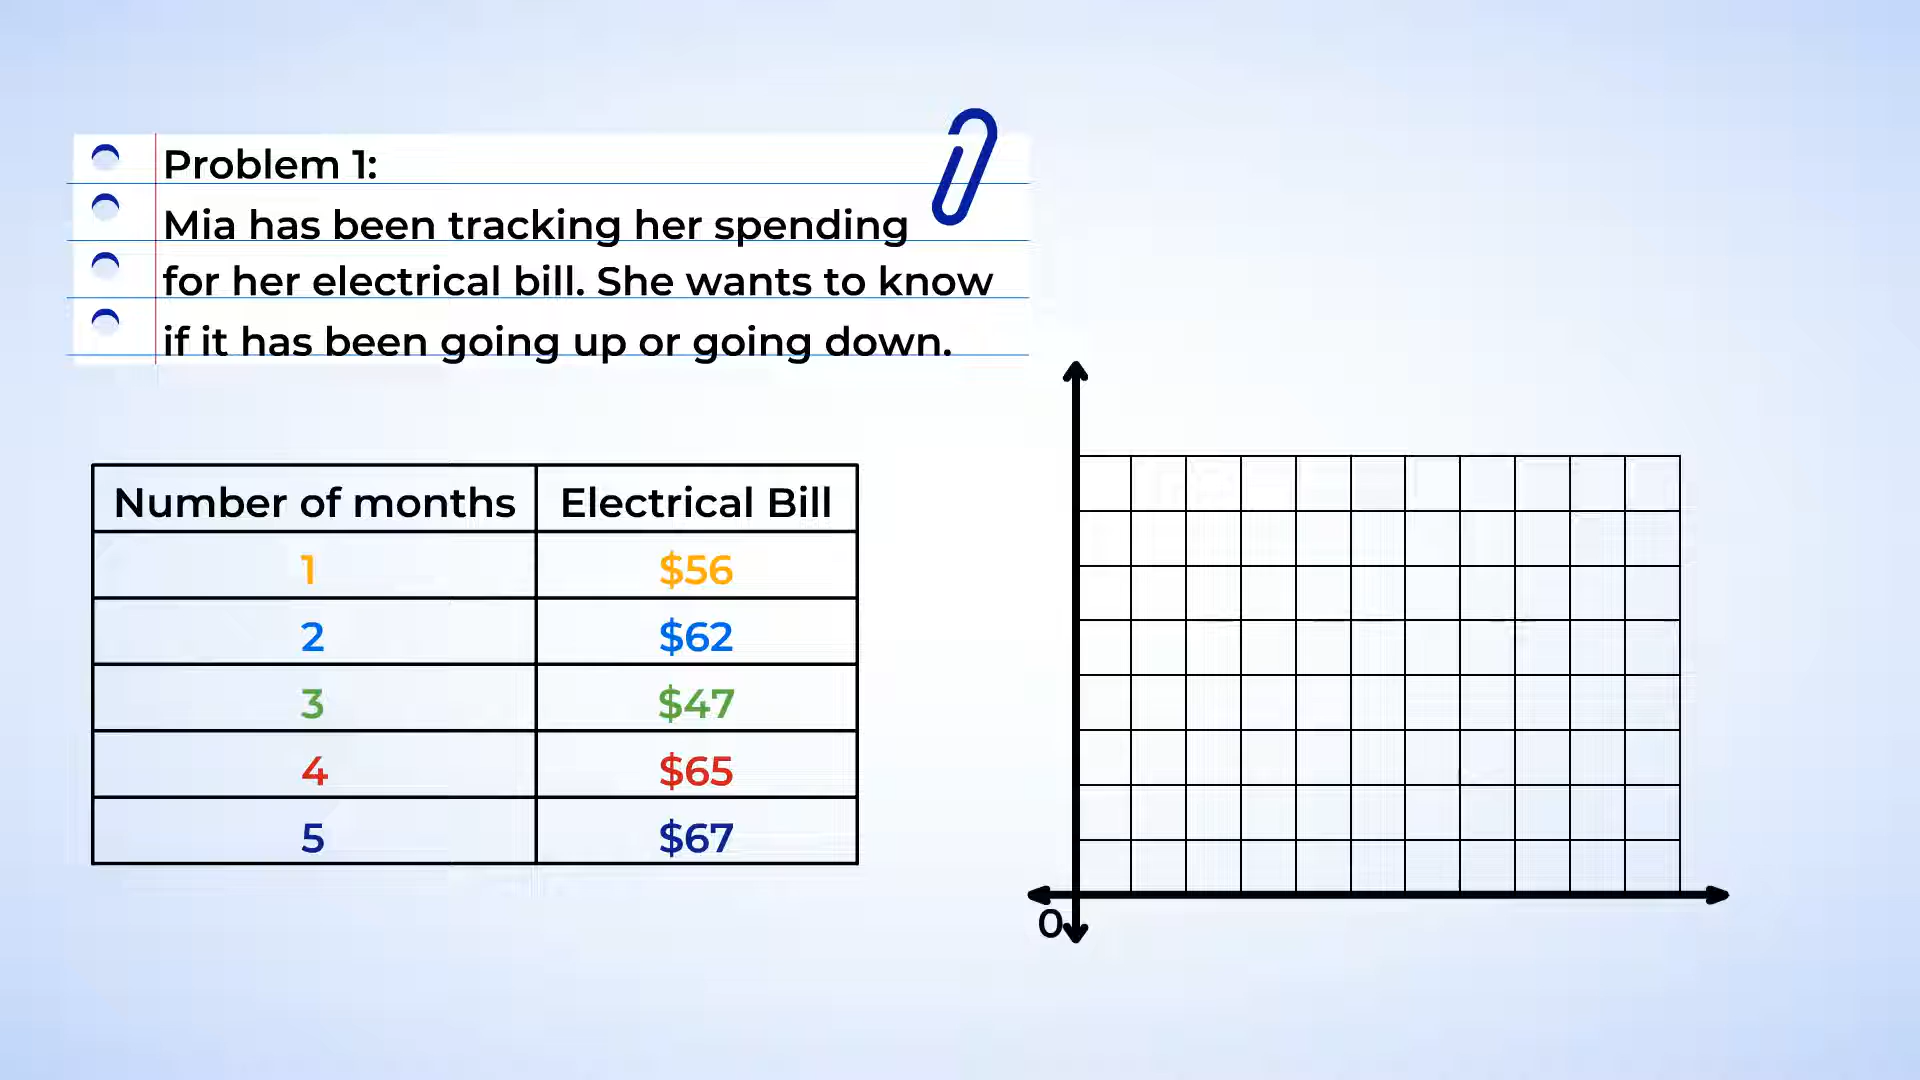 Problem 1:
Mia has been tracking her spending
for her electrical bill. She wants to know
if it has been going up or going down.
Number of months Electrical Bill
1 $56
2 $62
3 $47
4 $65
5 $67
0